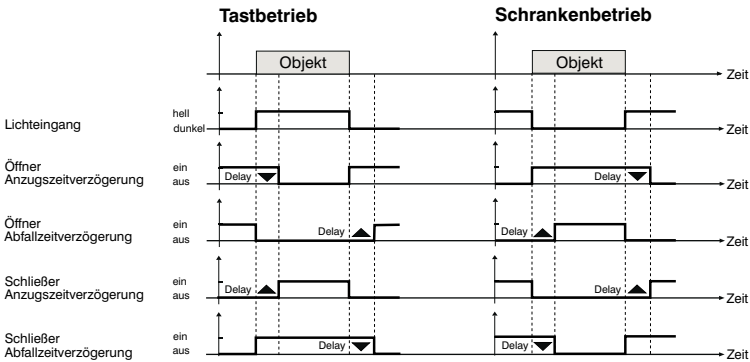 Tastbetrieb
Schrankenbetrieb
Objekt
Objekt
Zeit
Zeit
Lichteingang
hell
dunkel
Zeit
Zeit
Öffner
Anzugszeitverzögerung
ein
aus
Delay
Delay
Zeit
Öffner
Abfallzeitverzögerung
ein
aus
Delay
Delay
Zeit
Schließer
Anzugszeitverzögerung
ein
aus
Delay
Delay
Zeit
Schließer
Abfallzeitverzögerung
ein
aus
Delay
Delay
Zeit